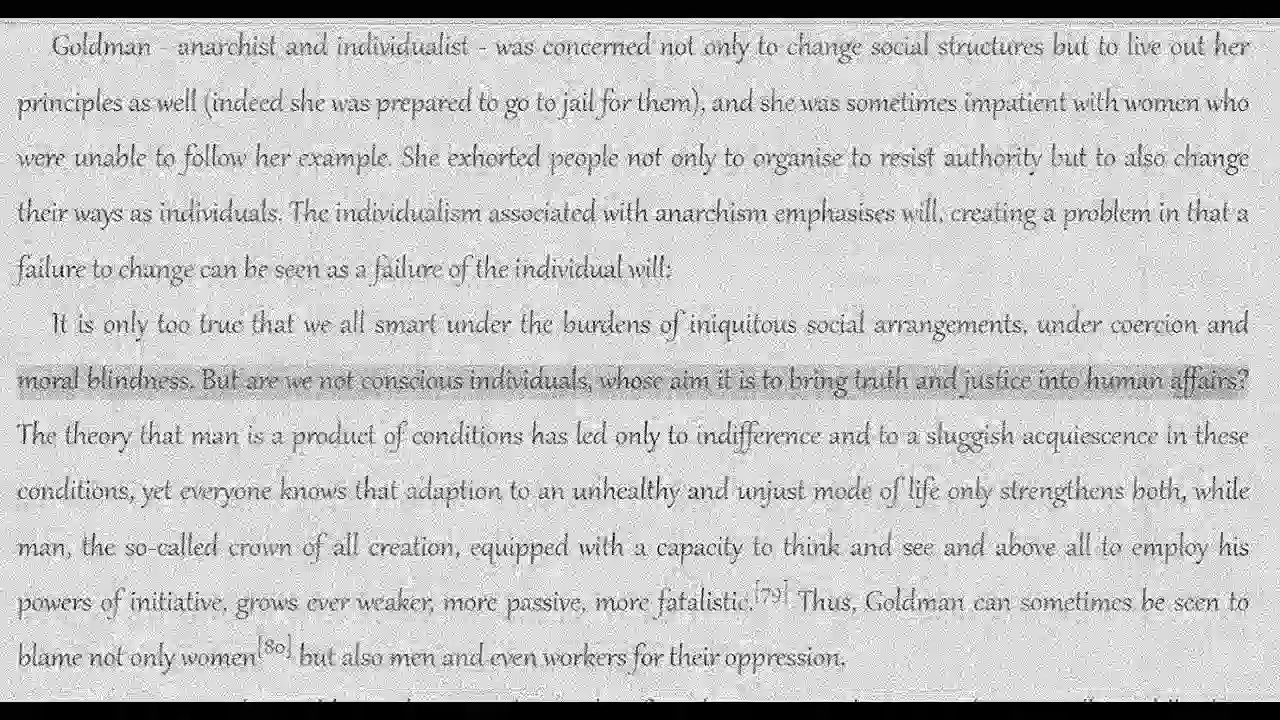 Goldman - anarchist and individualist - was concerned not only to change social structures but to live out her
principles as well (indeed she was prepared to go to jail for them), and she was sometimes impatient with women who
were unable to follow her example. She exhorted people not only to organise to resist authority but to also change
their ways as individuals. The individualism associated with anarchism emphasises will, creating a problem in that a
failure to change can be seen as a failure of the individual will:
It is only too true that we all smart under the burdens of iniquitous social arrangements, under coercion and
moral blindness. But are we not conscious individuals, whose aim it is to bring truth and justice into human affairs?
The theory that man is a product of conditions has led only to indifference and to a sluggish acquiescence in these
conditions, yet everyone knows that adaption to an unhealthy and unjust mode of life only strengthens both, while
man, the so-called crown of all creation, equipped with a capacity to think and see and above all to employ his
powers of initiative, grows ever weaker, more passive, more fatalistic.[79] Thus, Goldman can sometimes be seen to
blame not only women[80] but also men and even workers for their oppression.